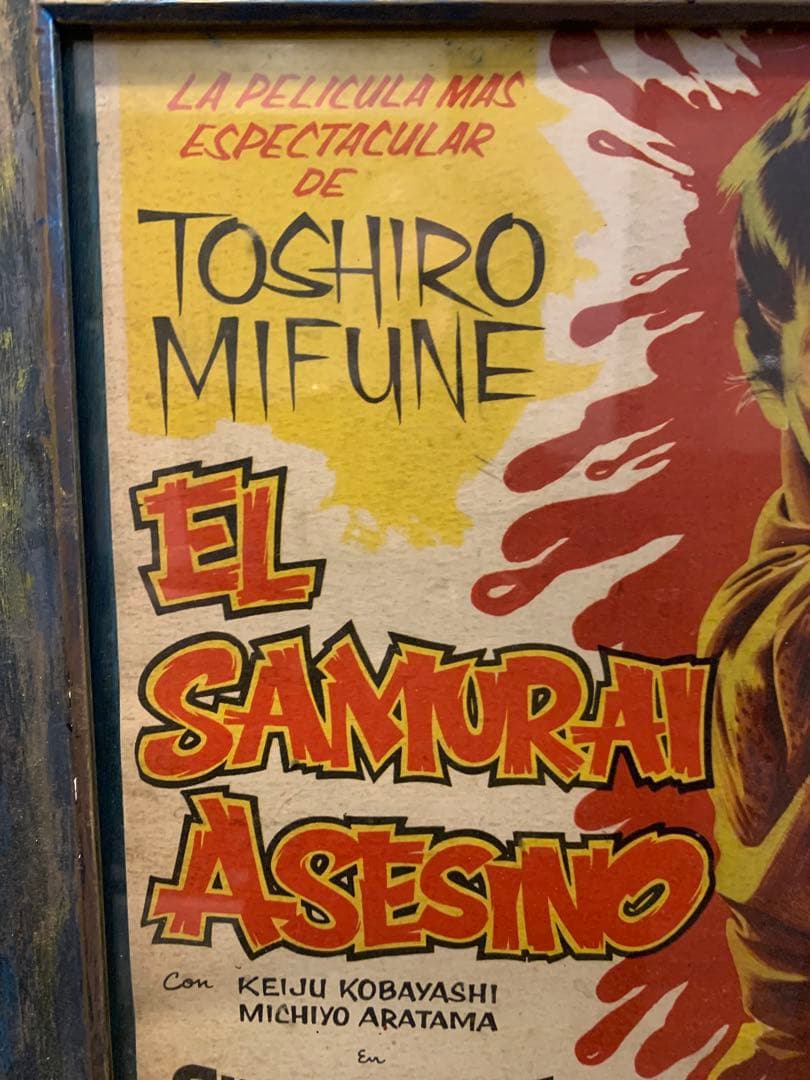 LA PELICULA MAS
ESPECTACULAR
DE
TOSHIRO
MIFUNE
EL
SAMURAI
ASESINO
Con KEIJU KOBAYASHI
MICHIYO ARATAMA
En